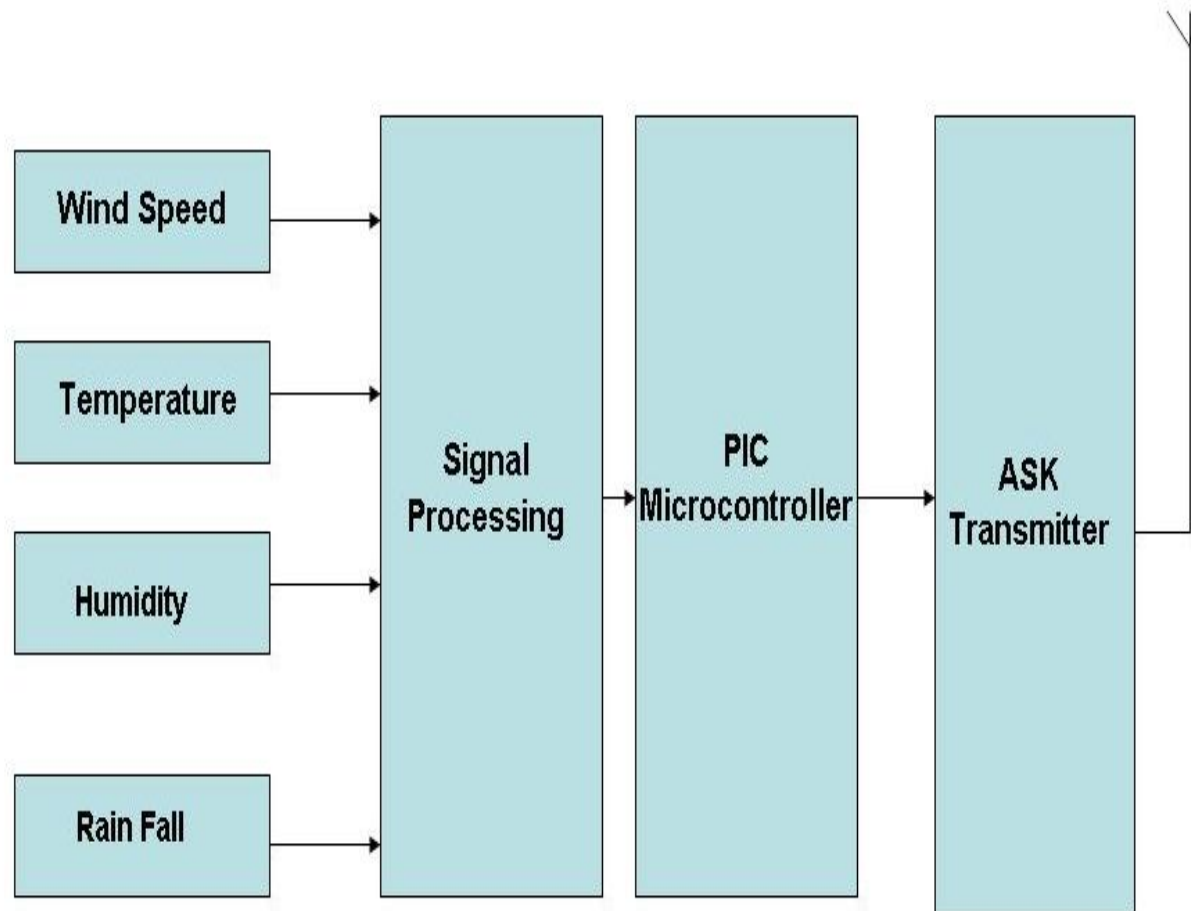 Wind Speed
Temperature
Humidity
Rain Fall
Signal
Processing
PIC
Microcontroller
ASK
Transmitter